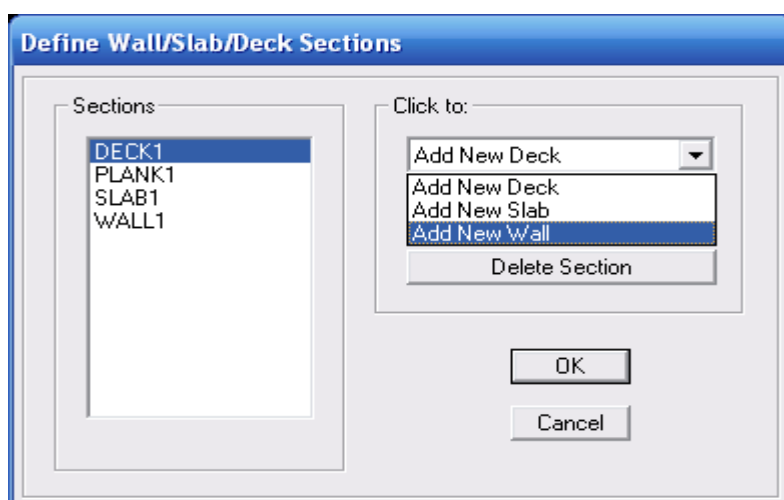 Define Wall/Slab/Deck Sections
Sections
DECK1
PLANK1
SLAB1
WALL1
Click to:
Add New Deck
Add New Deck
Add New Slab
Add New Wall
Delete Section
OK
Cancel